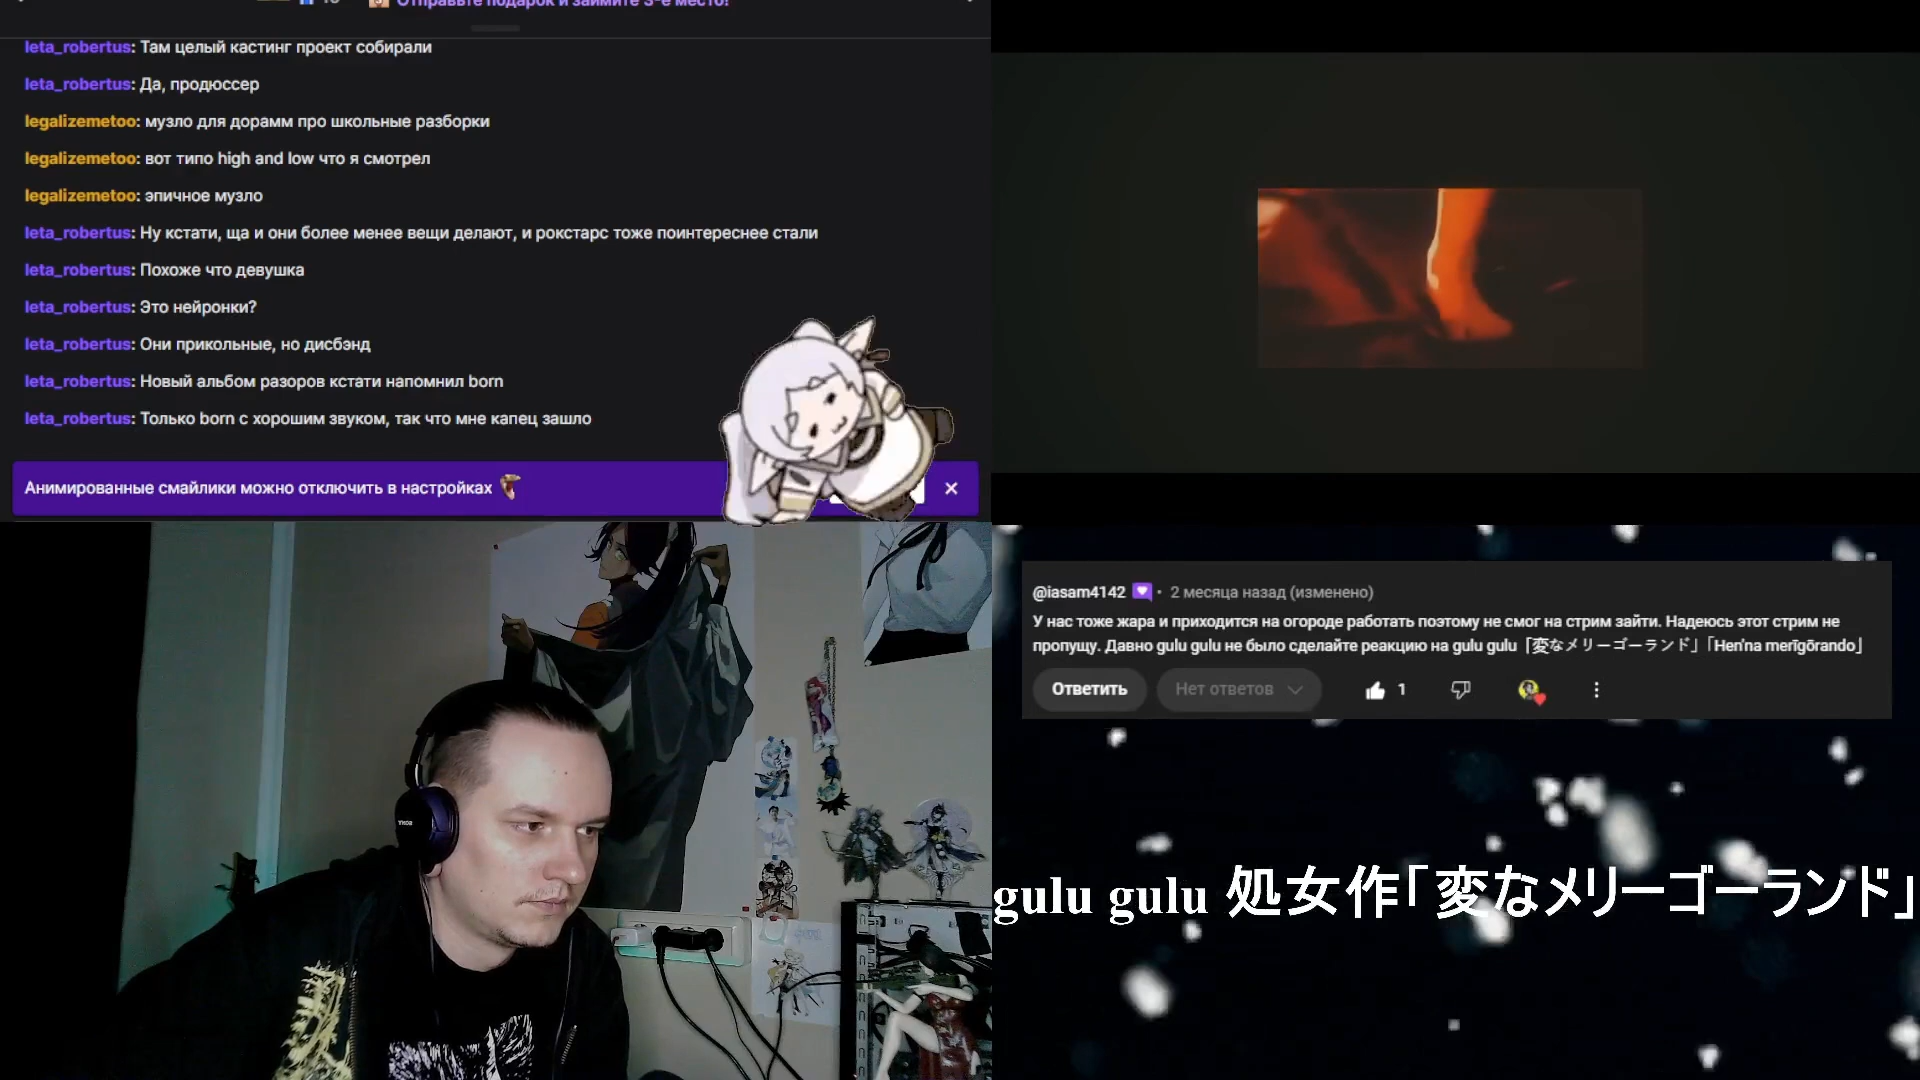 Отправьте подарок и займите 3-е место!
leta_robertus: Там целый кастинг проект собирали
leta_robertus: Да, продюссер
legalizemetoo: музло для дорамм про школьные разборки
legalizemetoo: вот типо high and low что я смотрел
legalizemetoo: эпичное музло
leta_robertus: Ну кстати, ща и они более менее вещи делают, и рокстарс тоже поинтереснее стали
leta_robertus: Похоже что девушка
leta_robertus: Это нейронки?
leta_robertus: Они прикольные, но дисбэнд
leta_robertus: Новый альбом разоров кстати напомнил born
leta_robertus: Только born с хорошим звуком, так что мне капец зашло
Анимированные смайлики можно отключить в настройках
@iasam4142 • 2 месяца назад (изменено)
У нас тоже жара и приходится на огороде работать поэтому не смог на стрим зайти. Надеюсь этот стрим не
пропущу. Давно gulu gulu не было сделайте реакцию на gulu gulu「変なメリーゴーランド」「Hen'na merīgōrando」
Ответить Нет ответов 1
gulu gulu 処女作「変なメリーゴーランド」